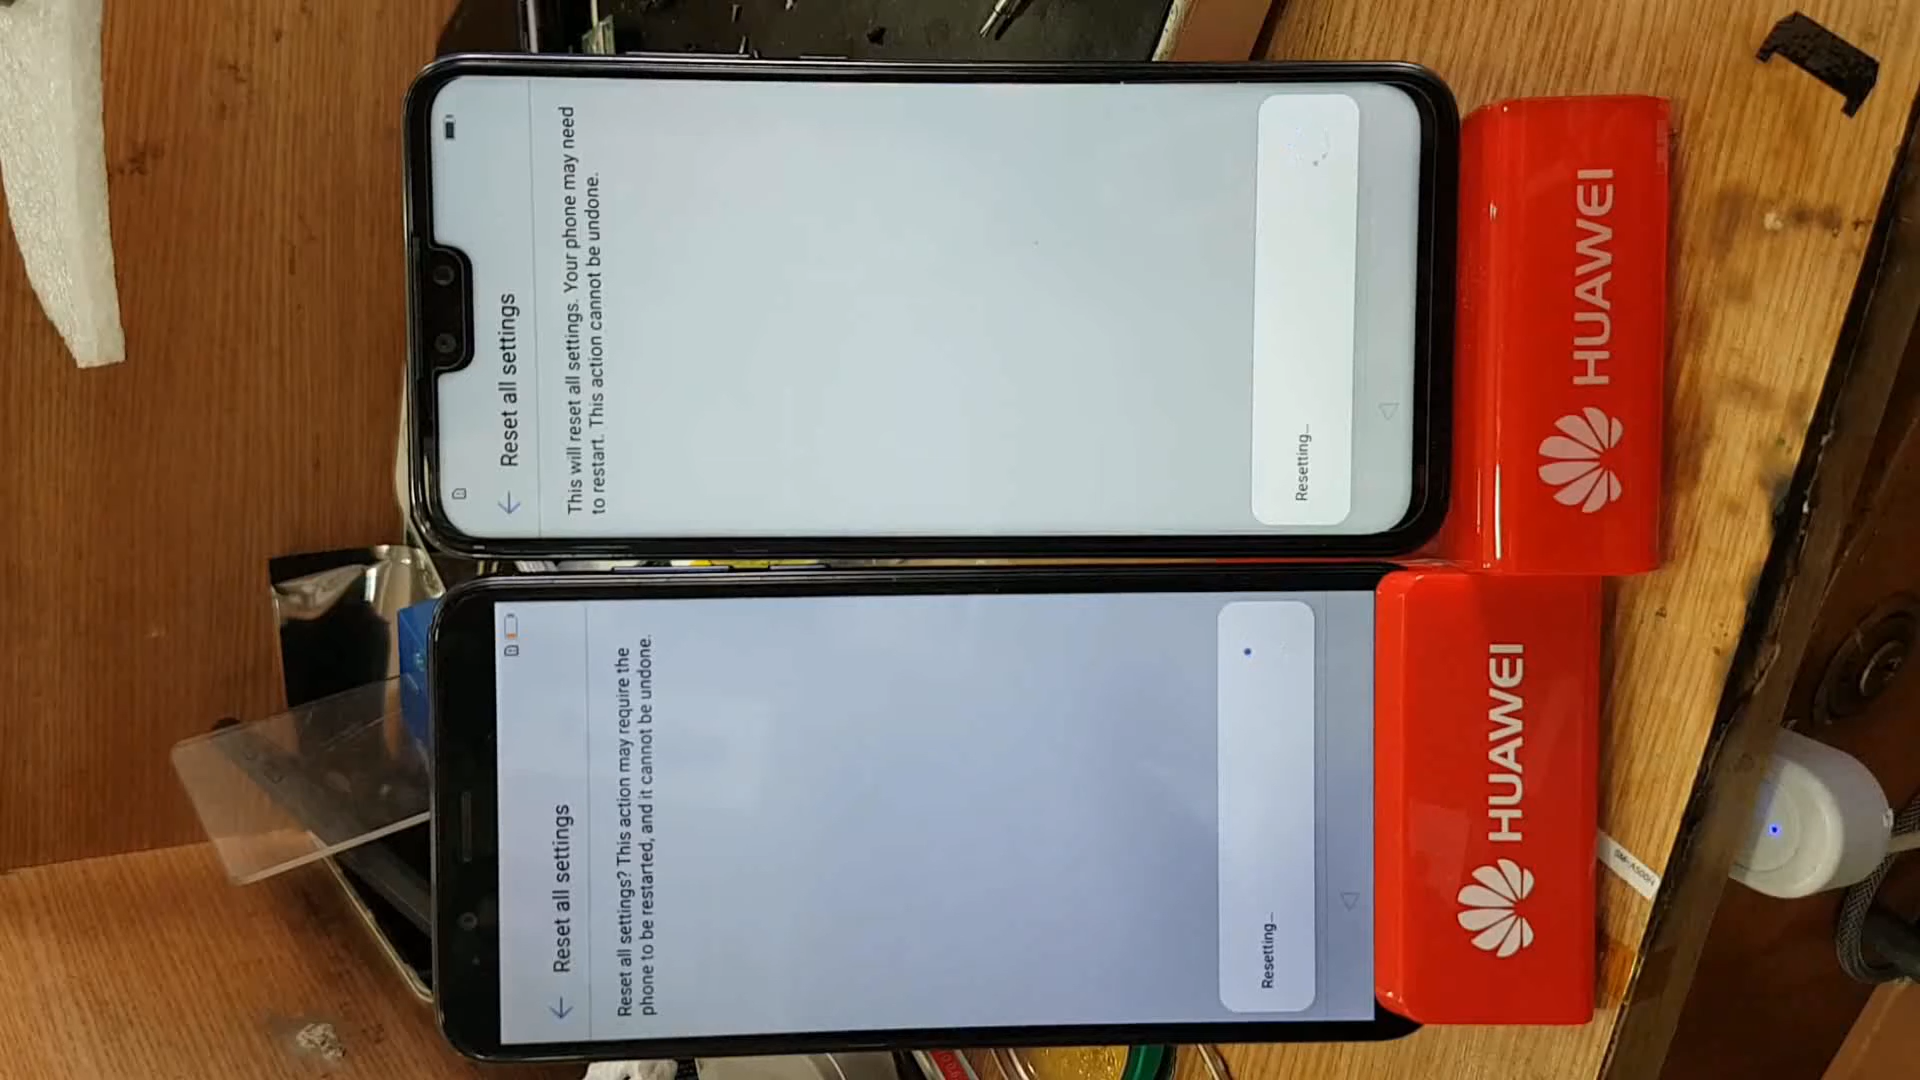 Reset all settings
This will reset all settings. Your phone may need
to restart. This action cannot be undone.
Resetting...
HUAWEI
Reset all settings
Reset all settings? This action may require the
phone to be restarted, and it cannot be undone.
Resetting...
HUAWEI
SM-A500H